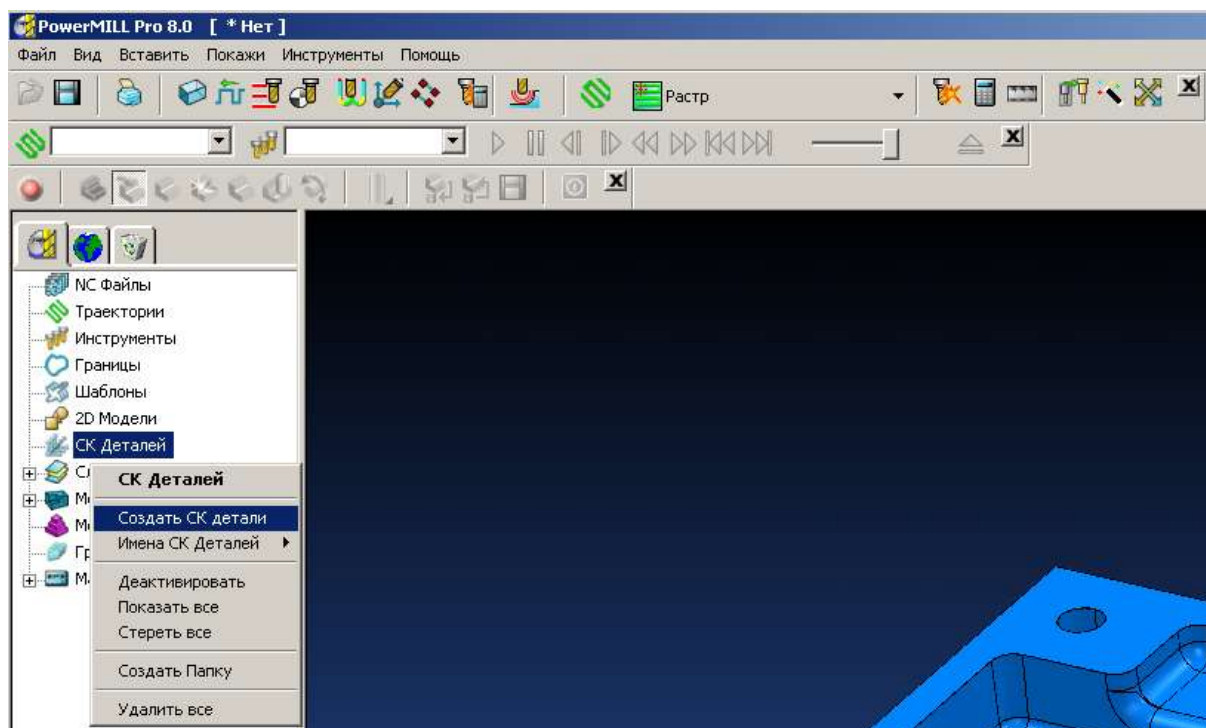 PowerMILL Pro 8.0 [ * Нет ]
Файл Вид Вставить Покажи Инструменты Помощь
Растр
NC Файлы
Траектории
Инструменты
Границы
Шаблоны
2D Модели
СК Деталей
СК Деталей
Создать СК детали
Имена СК Деталей
Деактивировать
Показать все
Стереть все
Создать Папку
Удалить все